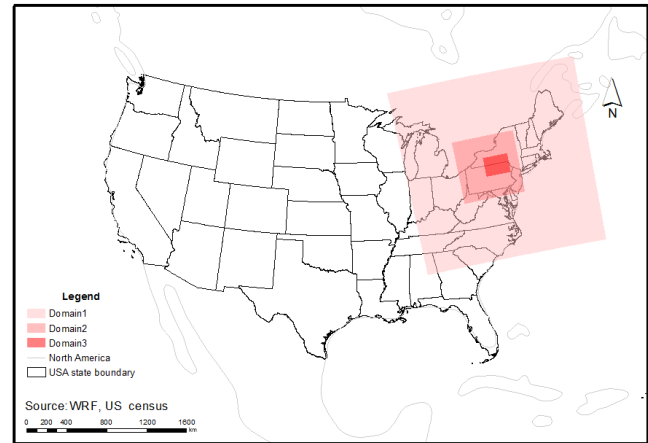 N
Legend
Domain1
Domain2
Domain3
North America
USA state boundary
Source: WRF, US census
0 200 400 800 1200 1600
km